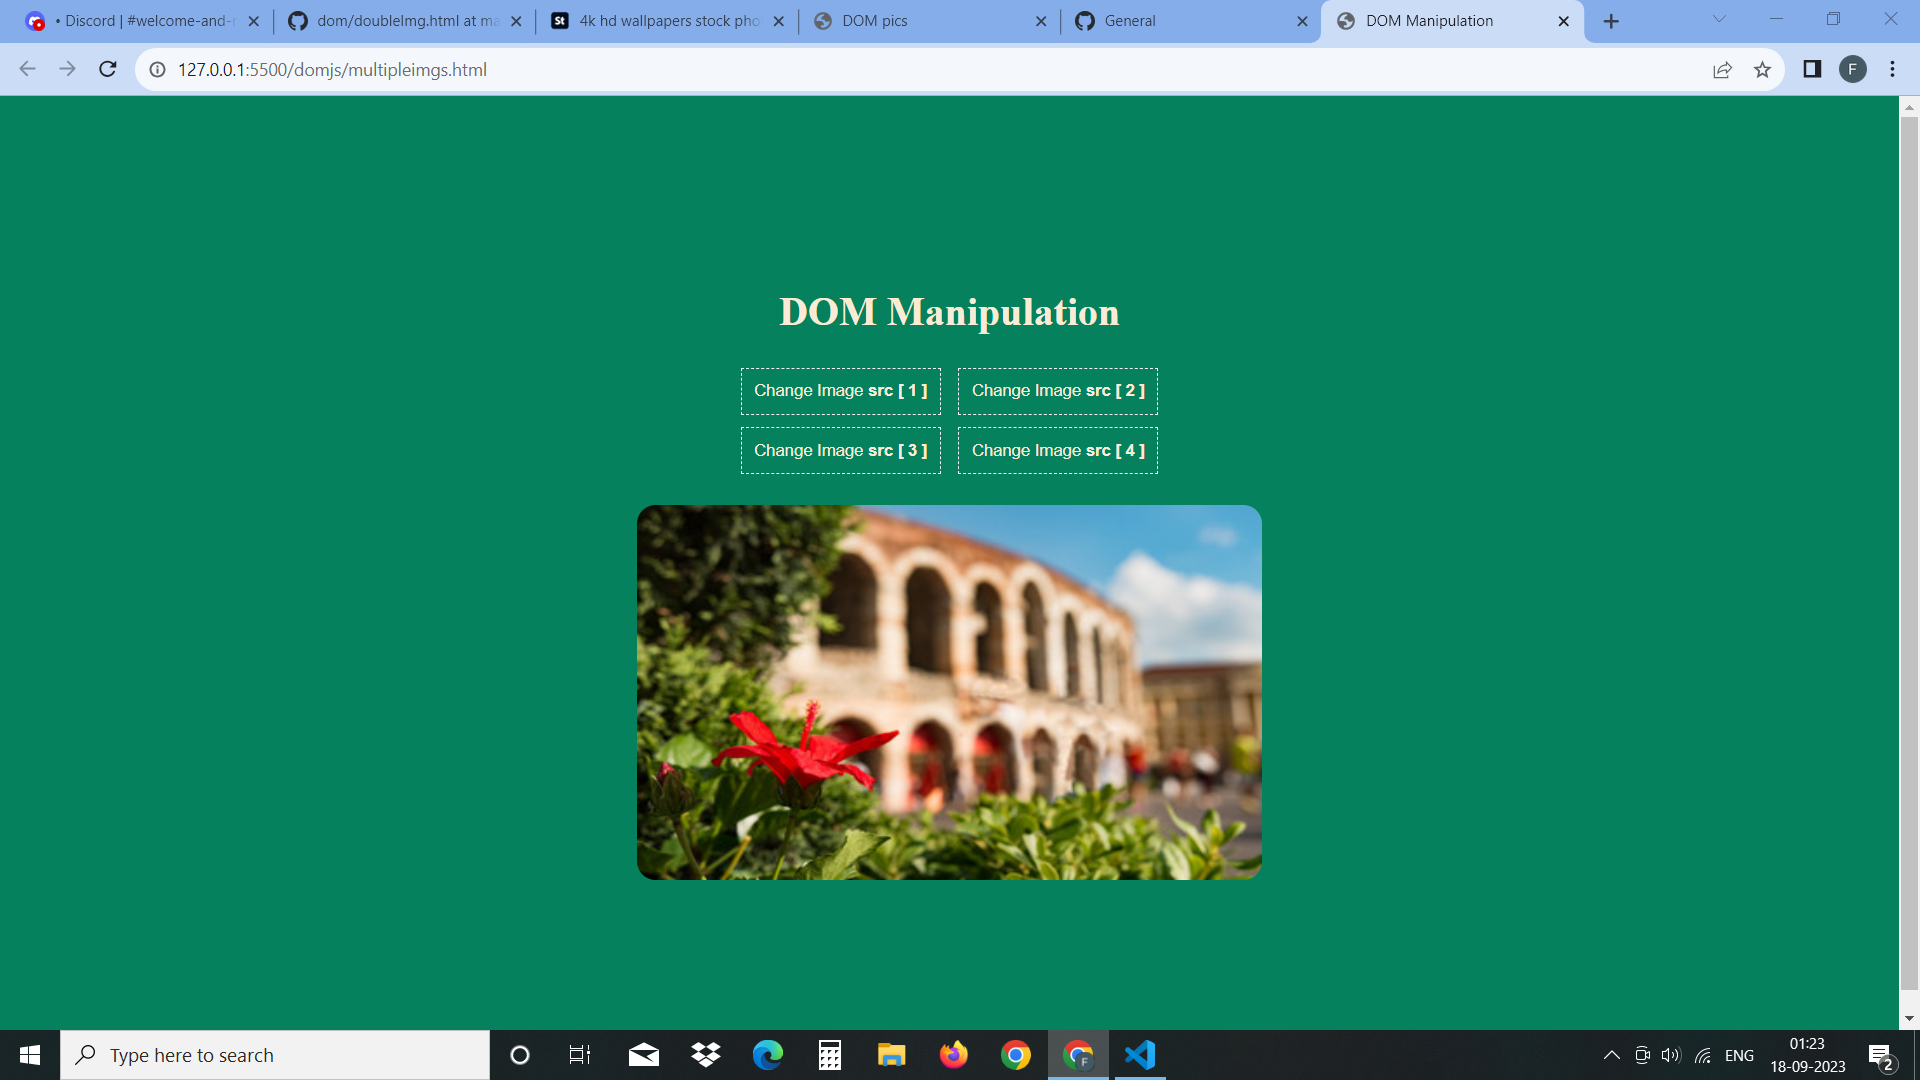 • Discord | #welcome-and-r
dom/doubleImg.html at ma
4k hd wallpapers stock pho
DOM pics
General
DOM Manipulation
127.0.0.1:5500/domjs/multipleimgs.html
F
DOM Manipulation
Change Image src [ 1 ]
Change Image src [ 2 ]
Change Image src [ 3 ]
Change Image src [ 4 ]
Type here to search
F
ENG
01:23
18-09-2023
2